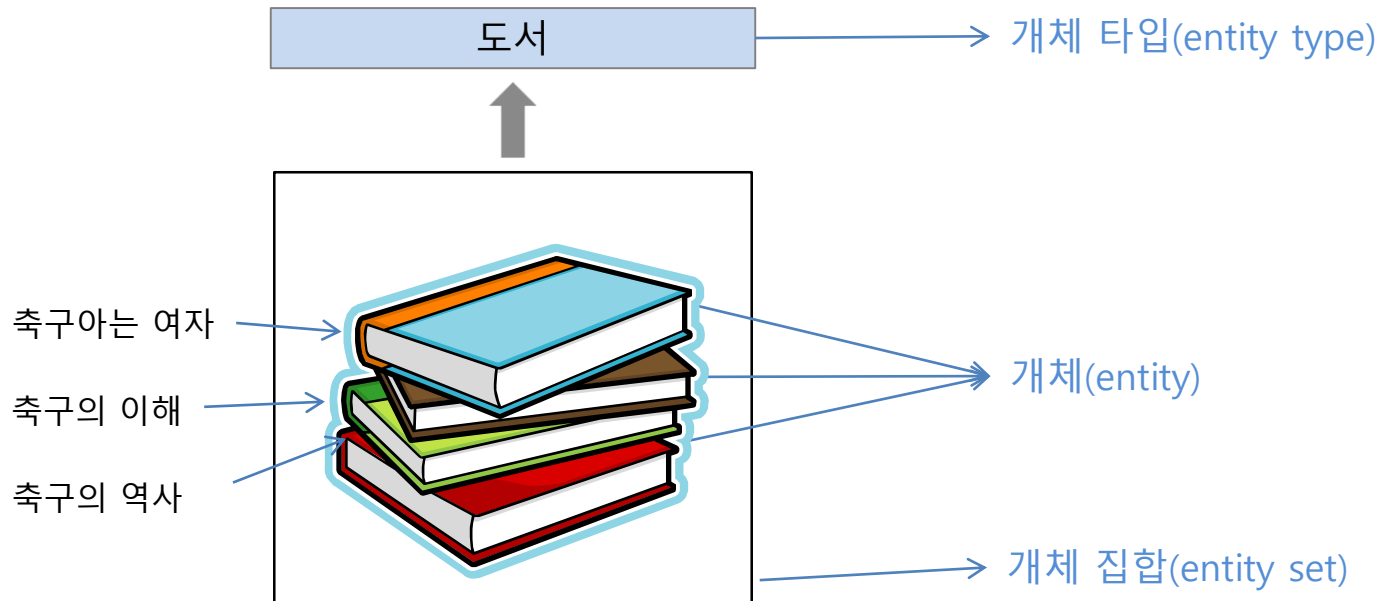 도서
개체 타입(entity type)
축구아는 여자
축구의 이해
축구의 역사
개체(entity)
개체 집합(entity set)